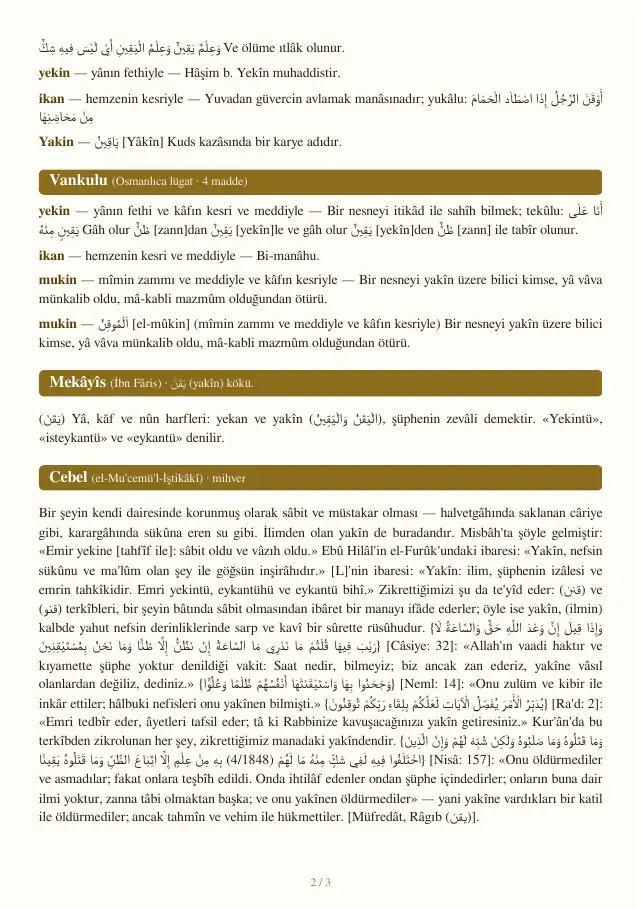 وَعِلْمٌ يَقِينٌ وَعِلْمُ الْيَقِينِ أَيْ لَيْسَ فِيهِ شَكٌّ Ve ölüme ıtlâk olunur.
yekin — yânın fethiyle — Hâşim b. Yekîn muhaddistir.
ikan — hemzenin kesriyle — Yuvadan güvercin avlamak manâsınadır; yukâlu: أَوْقَنَ الرَّجُلُ إِذَا اصْطَادَ الْحَمَامَ
مِنْ مَحَاضِنِهَا
Yakin — يَاقِينُ [Yâkîn] Kuds kazâsında bir karye adıdır.
Vankulu (Osmanlıca lügat · 4 madde)
yekin — yânın fethi ve kâfın kesri ve meddiyle — Bir nesneyi itikâd ile sahîh bilmek; tekûlu: أَنَا عَلَى
يَقِينٍ مِنْهُ Gâh olur ظَنٌّ [zann]dan يَقِينٌ [yekîn]le ve gâh olur يَقِينٌ [yekîn]den ظَنٌّ [zann] ile tabîr olunur.
ikan — hemzenin kesri ve meddiyle — Bi-manâhu.
mukin — mîmin zammı ve meddiyle ve kâfın kesriyle — Bir nesneyi yakîn üzere bilici kimse, yâ vâva
münkalib oldu, mâ-kabli mazmûm olduğundan ötürü.
mukin — اَلْمُوقِنُ [el-mûkin] (mîmin zammı ve meddiyle ve kâfın kesriyle) Bir nesneyi yakîn üzere bilici
kimse, yâ vâva münkalib oldu, mâ-kabli mazmûm olduğundan ötürü.
Mekâyîs (İbn Fâris) · يَقَنَ (yakîn) kökü.
(يَقَنَ) Yâ, kāf ve nûn harfleri: yekan ve yakîn (الْيَقَنُ وَالْيَقِينُ), şüphenin zevâli demektir. «Yekintü»,
«isteykantü» ve «eykantü» denilir.
Cebel (el-Mu'cemü'l-İştikâkî) · mihver
Bir şeyin kendi dairesinde korunmuş olarak sâbit ve müstakar olması — halvetgâhında saklanan câriye
gibi, karargâhında sükûna eren su gibi. İlimden olan yakîn de buradandır. Misbâh'ta şöyle gelmiştir:
«Emir yekine [tahfîf ile]: sâbit oldu ve vâzıh oldu.» Ebû Hilâl'in el-Furûk'undaki ibaresi: «Yakîn, nefsin
sükûnu ve ma'lûm olan şey ile göğsün inşirâhıdır.» [L]'nin ibaresi: «Yakîn: ilim, şüphenin izâlesi ve
emrin tahkîkidir. Emri yekintü, eykantühü ve eykantü bihî.» Zikrettiğimizi şu da te'yîd eder: (قنن) ve
(قنو) terkîbleri, bir şeyin bâtında sâbit olmasından ibâret bir manayı ifâde ederler; öyle ise yakîn, (ilmin)
kalbde yahut nefsin derinliklerinde sarp ve kavî bir sûrette rüsûhudur. {وَإِذَا قِيلَ إِنَّ وَعْدَ اللَّهِ حَقٌّ وَالسَّاعَةُ لَا
رَيْبَ فِيهَا قُلْتُمْ مَا نَدْرِي مَا السَّاعَةُ إِنْ نَظُنُّ إِلَّا ظَنًّا وَمَا نَحْنُ بِمُسْتَيْقِنِينَ} [Câsiye: 32]: «Allah'ın vaadi haktır ve
kıyamette şüphe yoktur denildiği vakit: Saat nedir, bilmeyiz; biz ancak zan ederiz, yakîne vâsıl
olanlardan değiliz, dediniz.» {وَجَحَدُوا بِهَا وَاسْتَيْقَنَتْهَا أَنْفُسُهُمْ ظُلْمًا وَعُلُوًّا} [Neml: 14]: «Onu zulüm ve kibir ile
inkâr ettiler; hâlbuki nefisleri onu yakînen bilmişti.» {يُدَبِّرُ الْأَمْرَ يُفَصِّلُ الْآيَاتِ لَعَلَّكُمْ بِلِقَاءِ رَبِّكُمْ تُوقِنُونَ} [Ra'd: 2]:
«Emri tedbîr eder, âyetleri tafsil eder; tâ ki Rabbinize kavuşacağınıza yakîn getiresiniz.» Kur'ân'da bu
terkîbden zikrolunan her şey, zikrettiğimiz manadaki yakîndendir. {وَمَا قَتَلُوهُ وَمَا صَلَبُوهُ وَلَكِنْ شُبِّهَ لَهُمْ وَإِنَّ الَّذِينَ
اخْتَلَفُوا فِيهِ لَفِي شَكٍّ مِنْهُ مَا لَهُمْ (4/1848) بِهِ مِنْ عِلْمٍ إِلَّا اتِّبَاعَ الظَّنِّ وَمَا قَتَلُوهُ يَقِينًا} [Nisâ: 157]: «Onu öldürmediler
ve asmadılar; fakat onlara teşbîh edildi. Onda ihtilâf edenler ondan şüphe içindedirler; onların buna dair
ilmi yoktur, zanna tâbi olmaktan başka; ve onu yakînen öldürmediler» — yani yakîne vardıkları bir katil
ile öldürmediler; ancak tahmîn ve vehim ile hükmettiler. [Müfredât, Râgıb (يقن)].
2 / 3